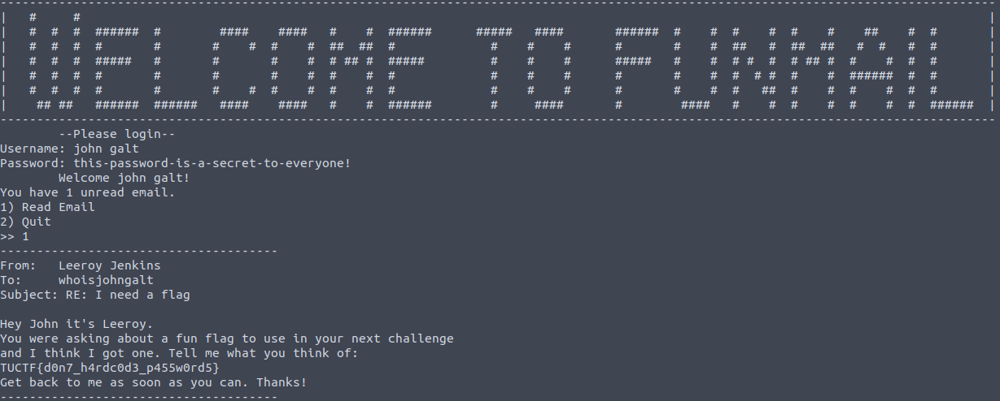 WELCOME TO FUNMAIL
--Please login--
Username: john galt
Password: this-password-is-a-secret-to-everyone!
Welcome john galt!
You have 1 unread email.
1) Read Email
2) Quit
>> 1
---------------------------------------
From: Leeroy Jenkins
To: whoisjohngalt
Subject: RE: I need a flag
Hey John it's Leeroy.
You were asking about a fun flag to use in your next challenge
and I think I got one. Tell me what you think of:
TUCTF{d0n7_h4rdc0d3_p455w0rd5}
Get back to me as soon as you can. Thanks!
---------------------------------------